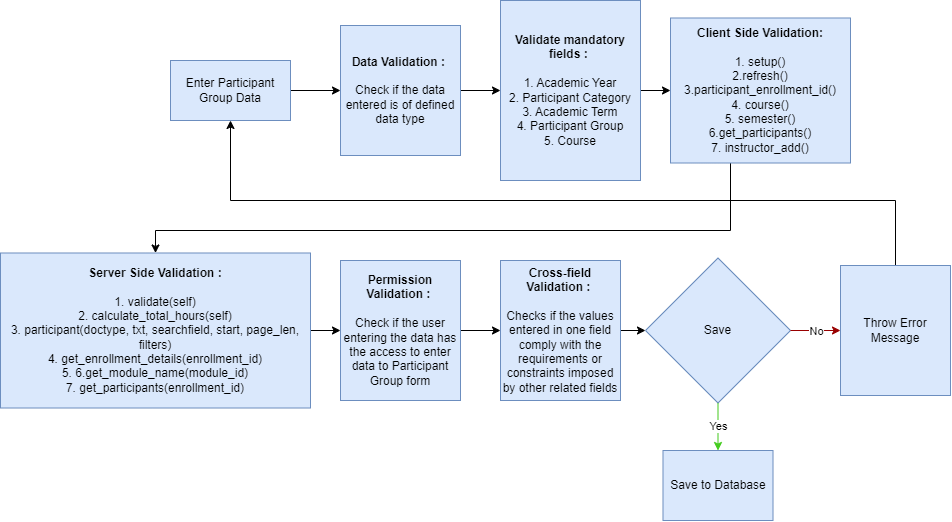 Enter Participant
Group Data
Data Validation :
Check if the data
entered is of defined
data type
Validate mandatory
fields :
1. Academic Year
2. Participant Category
3. Academic Term
4. Participant Group
5. Course
Client Side Validation:
1. setup()
2.refresh()
3.participant_enrollment_id()
4. course()
5. semester()
6.get_participants()
7. instructor_add()
Server Side Validation :
1. validate(self)
2. calculate_total_hours(self)
3. participant(doctype, txt, searchfield, start, page_len,
filters)
4. get_enrollment_details(enrollment_id)
5. 6.get_module_name(module_id)
7. get_participants(enrollment_id)
Permission
Validation :
Check if the user
entering the data has
the access to enter
data to Participant
Group form
Cross-field
Validation :
Checks if the values
entered in one field
comply with the
requirements or
constraints imposed
by other related fields
Save
No
Throw Error
Message
Yes
Save to Database